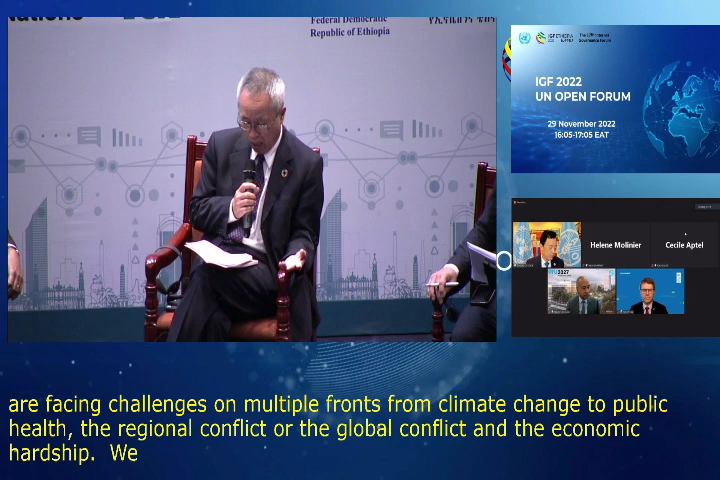 Federal Democratic
Republic of Ethiopia
IGF 2022
UN OPEN FORUM
29 November 2022
16:05-17:05 EAT
Helene Molinier
Cecile Aptel
2027
are facing challenges on multiple fronts from climate change to public
health, the regional conflict or the global conflict and the economic
hardship. We